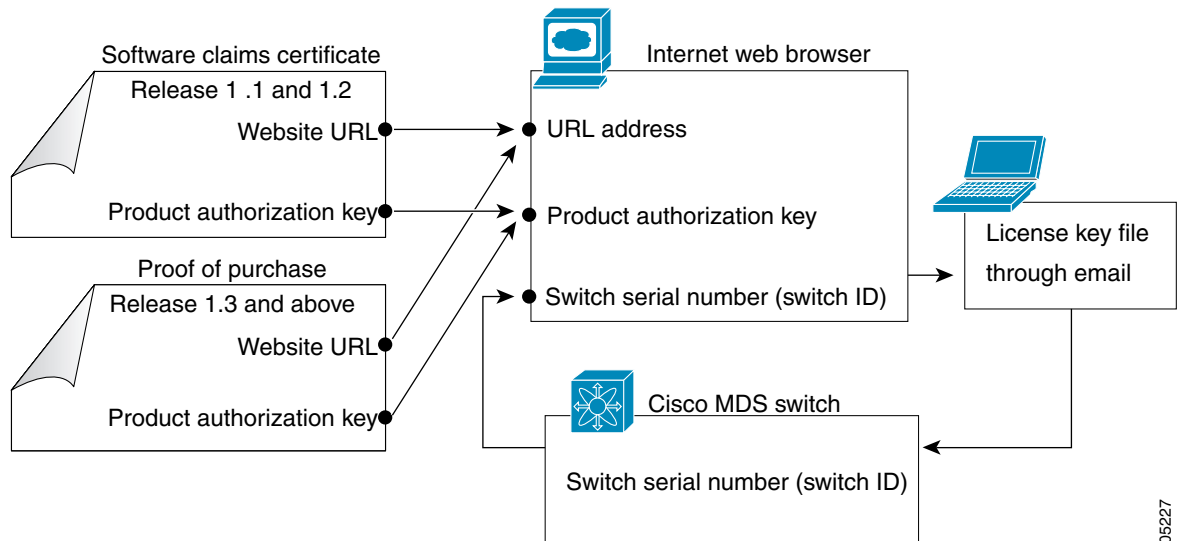 Software claims certificate
Release 1 .1 and 1.2
Website URL
Product authorization key
Proof of purchase
Release 1.3 and above
Website URL
Product authorization key
Internet web browser
URL address
Product authorization key
Switch serial number (switch ID)
License key file
through email
Cisco MDS switch
Switch serial number (switch ID)
05227